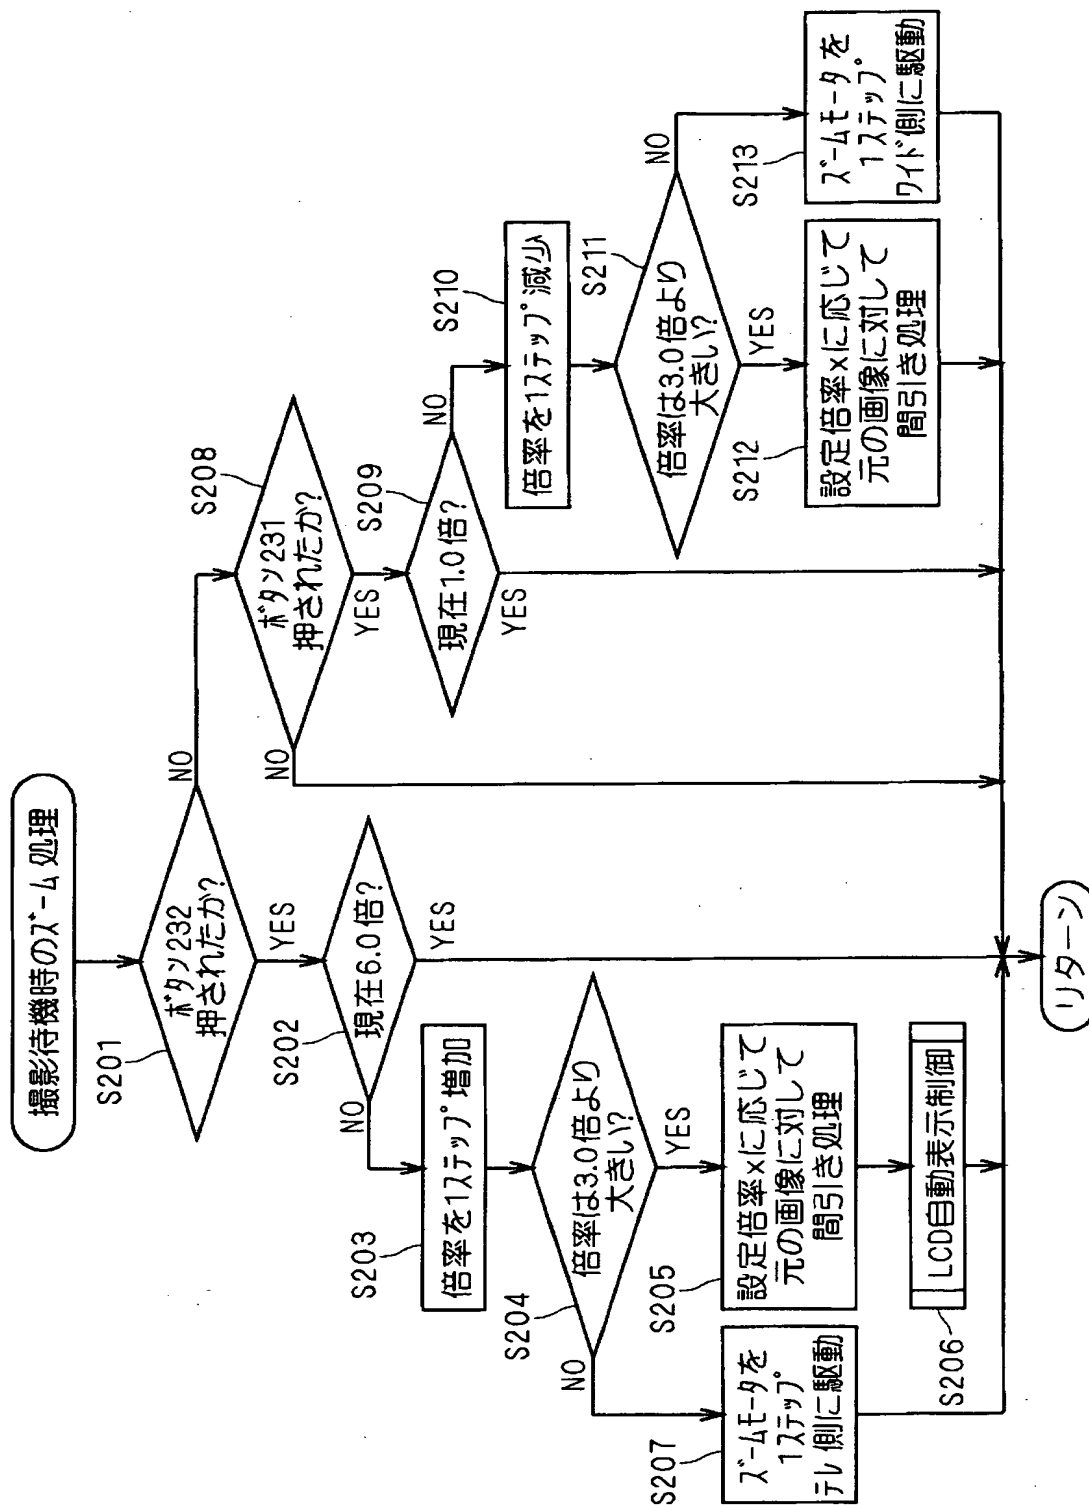 撮影待機時のズーム処理
S201
ボタン232
押されたか?
NO
YES
S202
現在6.0倍?
NO
YES
S203
倍率を1ステップ増加
S204
倍率は3.0倍より
大きい?
NO
YES
S205
設定倍率xに応じて
元の画像に対して
間引き処理
S206
LCD自動表示制御
S207
ズームモータを
1ステップ
テレ側に駆動
S208
ボタン231
押されたか?
NO
YES
S209
現在1.0倍?
NO
YES
S210
倍率を1ステップ減少
S211
倍率は3.0倍より
大きい?
NO
YES
S212
設定倍率xに応じて
元の画像に対して
間引き処理
S213
ズームモータを
1ステップ
ワイド側に駆動
リターン